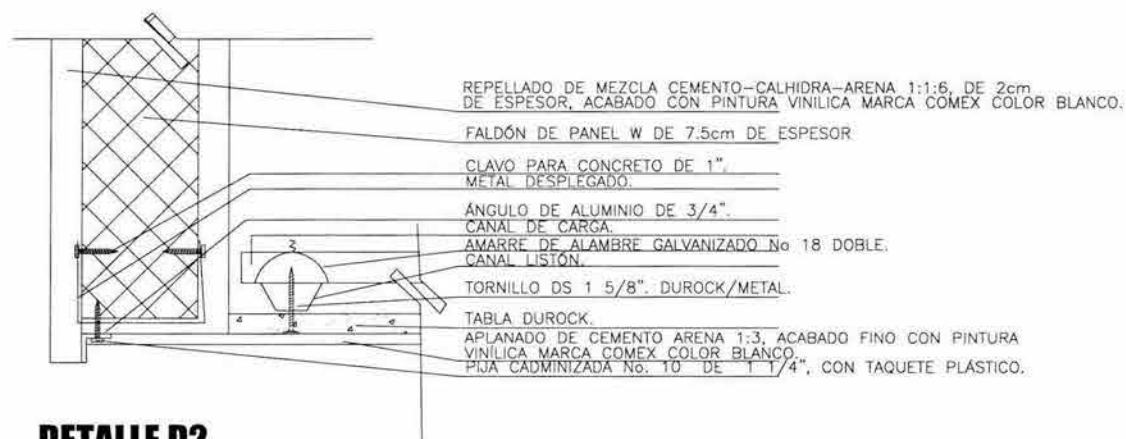 REPELLADO DE MEZCLA CEMENTO-CALHIDRA-ARENA 1:1:6, DE 2cm
DE ESPESOR, ACABADO CON PINTURA VINILICA MARCA COMEX COLOR BLANCO.
FALDÓN DE PANEL W DE 7.5cm DE ESPESOR
CLAVO PARA CONCRETO DE 1".
METAL DESPLEGADO.
ÁNGULO DE ALUMINIO DE 3/4".
CANAL DE CARGA.
AMARRE DE ALAMBRE GALVANIZADO No 18 DOBLE.
CANAL LISTÓN.
TORNILLO DS 1 5/8". DUROCK/METAL.
TABLA DUROCK.
APLANADO DE CEMENTO ARENA 1:3, ACABADO FINO CON PINTURA
VINÍLICA MARCA COMEX COLOR BLANCO.
PIJA CADMINIZADA No. 10 DE 1 1/4", CON TAQUETE PLÁSTICO.
DETALLE D2